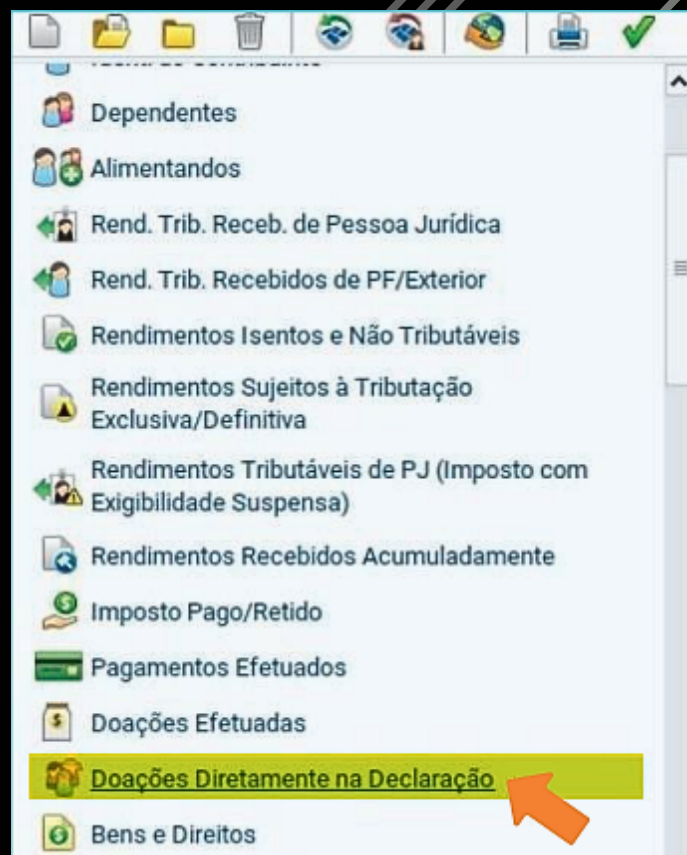 Dependentes
Alimentandos
Rend. Trib. Receb. de Pessoa Jurídica
Rend. Trib. Recebidos de PF/Exterior
Rendimentos Isentos e Não Tributáveis
Rendimentos Sujeitos à Tributação
Exclusiva/Definitiva
Rendimentos Tributáveis de PJ (Imposto com
Exigibilidade Suspensa)
Rendimentos Recebidos Acumuladamente
Imposto Pago/Retido
Pagamentos Efetuados
Doações Efetuadas
Doações Diretamente na Declaração
Bens e Direitos